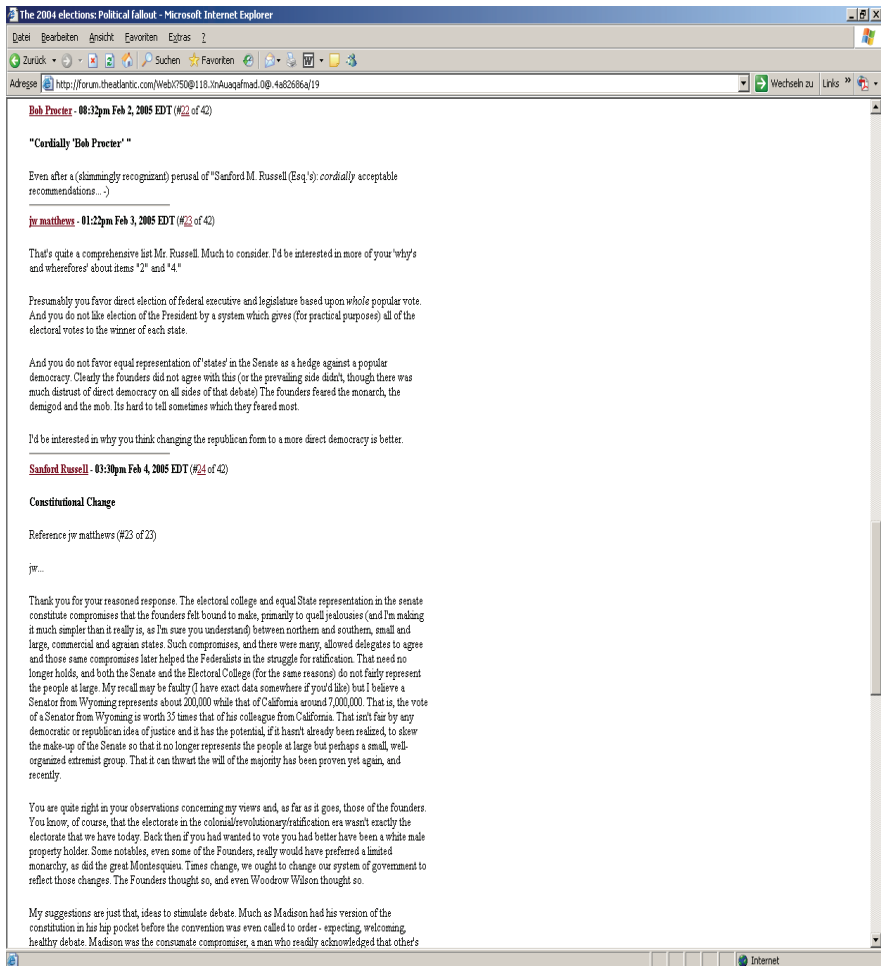 The 2004 elections: Political fallout - Microsoft Internet Explorer
Datei Bearbeiten Ansicht Favoriten Extras ?
Zurück Suchen Favoriten
Adresse http://forum.theatlantic.com/WebX?50@118.XnAuaqafmad.0@.4a82686a/19 Wechseln zu Links »
Bob Procter - 08:32pm Feb 2, 2005 EDT (#22 of 42)
"Cordially 'Bob Procter' "
Even after a (skimmingly recognizant) perusal of "Sanford M. Russell (Esq.'s): cordially acceptable
recommendations... -)
jw matthews - 01:22pm Feb 3, 2005 EDT (#23 of 42)
That's quite a comprehensive list Mr. Russell. Much to consider. I'd be interested in more of your 'why's
and wherefores' about items "2" and "4."
Presumably you favor direct election of federal executive and legislature based upon whole popular vote.
And you do not like election of the President by a system which gives (for practical purposes) all of the
electoral votes to the winner of each state.
And you do not favor equal representation of 'states' in the Senate as a hedge against a popular
democracy. Clearly the founders did not agree with this (or the prevailing side didn't, though there was
much distrust of direct democracy on all sides of that debate) The founders feared the monarch, the
demigod and the mob. Its hard to tell sometimes which they feared most.
I'd be interested in why you think changing the republican form to a more direct democracy is better.
Sanford Russell - 03:30pm Feb 4, 2005 EDT (#24 of 42)
Constitutional Change
Reference jw matthews (#23 of 23)
jw...
Thank you for your reasoned response. The electoral college and equal State representation in the senate
constitute compromises that the founders felt bound to make, primarily to quell jealousies (and I'm making
it much simpler than it really is, as I'm sure you understand) between northern and southern, small and
large, commercial and agraian states. Such compromises, and there were many, allowed delegates to agree
and those same compromises later helped the Federalists in the struggle for ratification. That need no
longer holds, and both the Senate and the Electoral College (for the same reasons) do not fairly represent
the people at large. My recall may be faulty (I have exact data somewhere if you'd like) but I believe a
Senator from Wyoming represents about 200,000 while that of California around 7,000,000. That is, the vote
of a Senator from Wyoming is worth 35 times that of his colleague from California. That isn't fair by any
democratic or republican idea of justice and it has the potential, if it hasn't already been realized, to skew
the make-up of the Senate so that it no longer represents the people at large but perhaps a small, well-
organized extremist group. That it can thwart the will of the majority has been proven yet again, and
recently.
You are quite right in your observations concerning my views and, as far as it goes, those of the founders.
You know, of course, that the electorate in the colonial/revolutionary/ratification era wasn't exactly the
electorate that we have today. Back then if you had wanted to vote you had better have been a white male
property holder. Some notables, even some of the Founders, really would have preferred a limited
monarchy, as did the great Montesquieu. Times change, we ought to change our system of government to
reflect those changes. The Founders thought so, and even Woodrow Wilson thought so.
My suggestions are just that, ideas to stimulate debate. Much as Madison had his version of the
constitution in his hip pocket before the convention was even called to order - expecting, welcoming,
healthy debate. Madison was the consumate compromiser, a man who readily acknowledged that other's
Internet